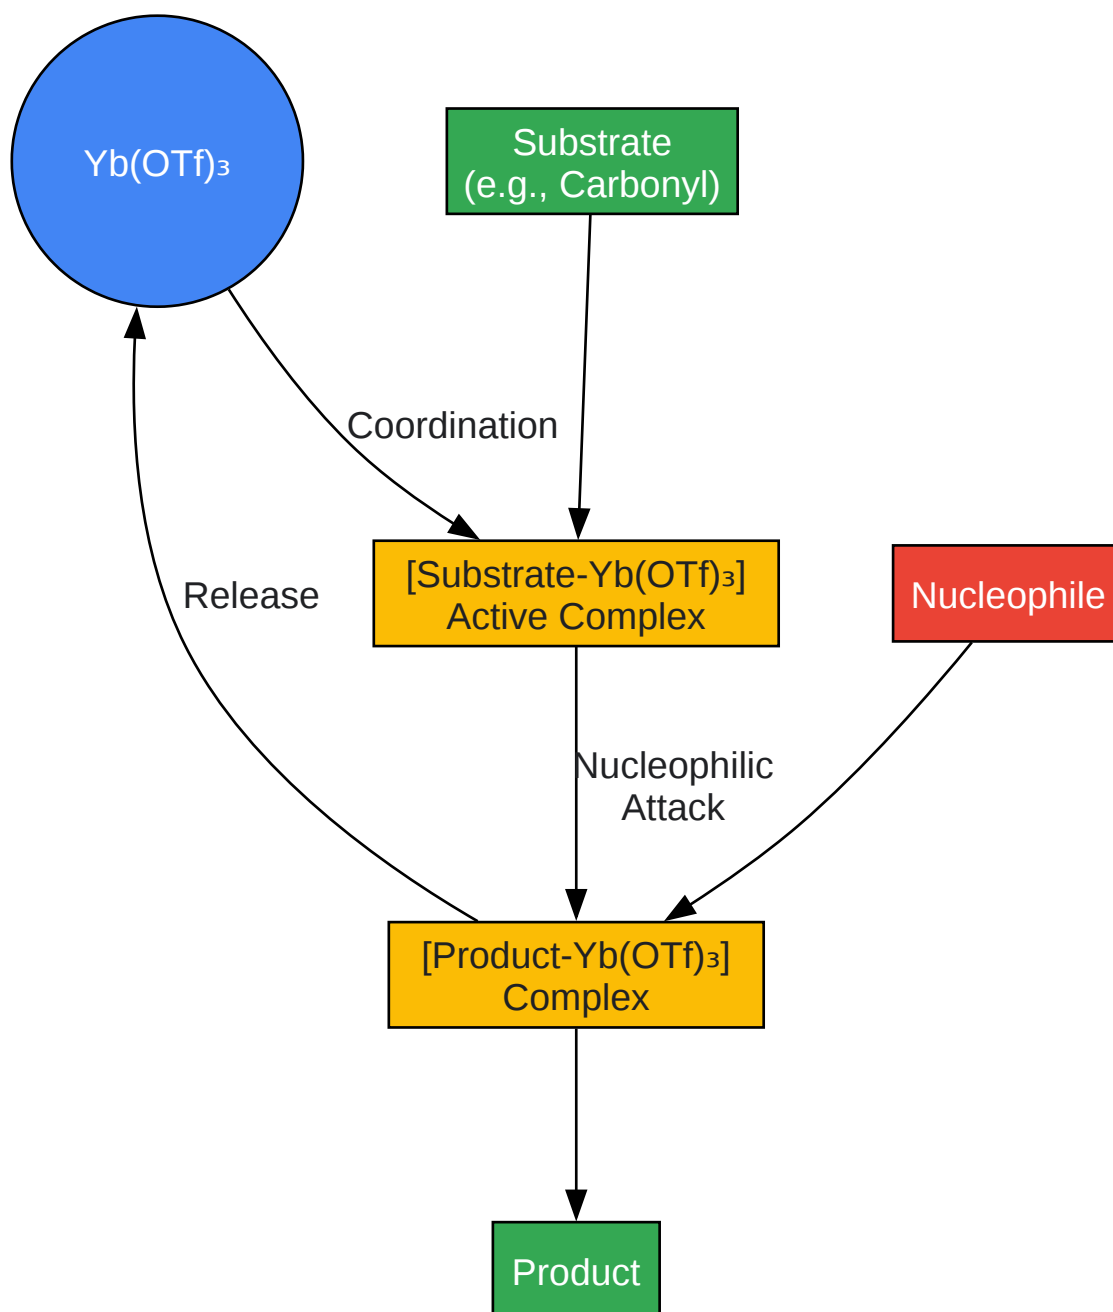 Yb(OTf)₃
Substrate
(e.g., Carbonyl)
Coordination
[Substrate-Yb(OTf)₃]
Active Complex
Release
Nucleophile
Nucleophilic
Attack
[Product-Yb(OTf)₃]
Complex
Product